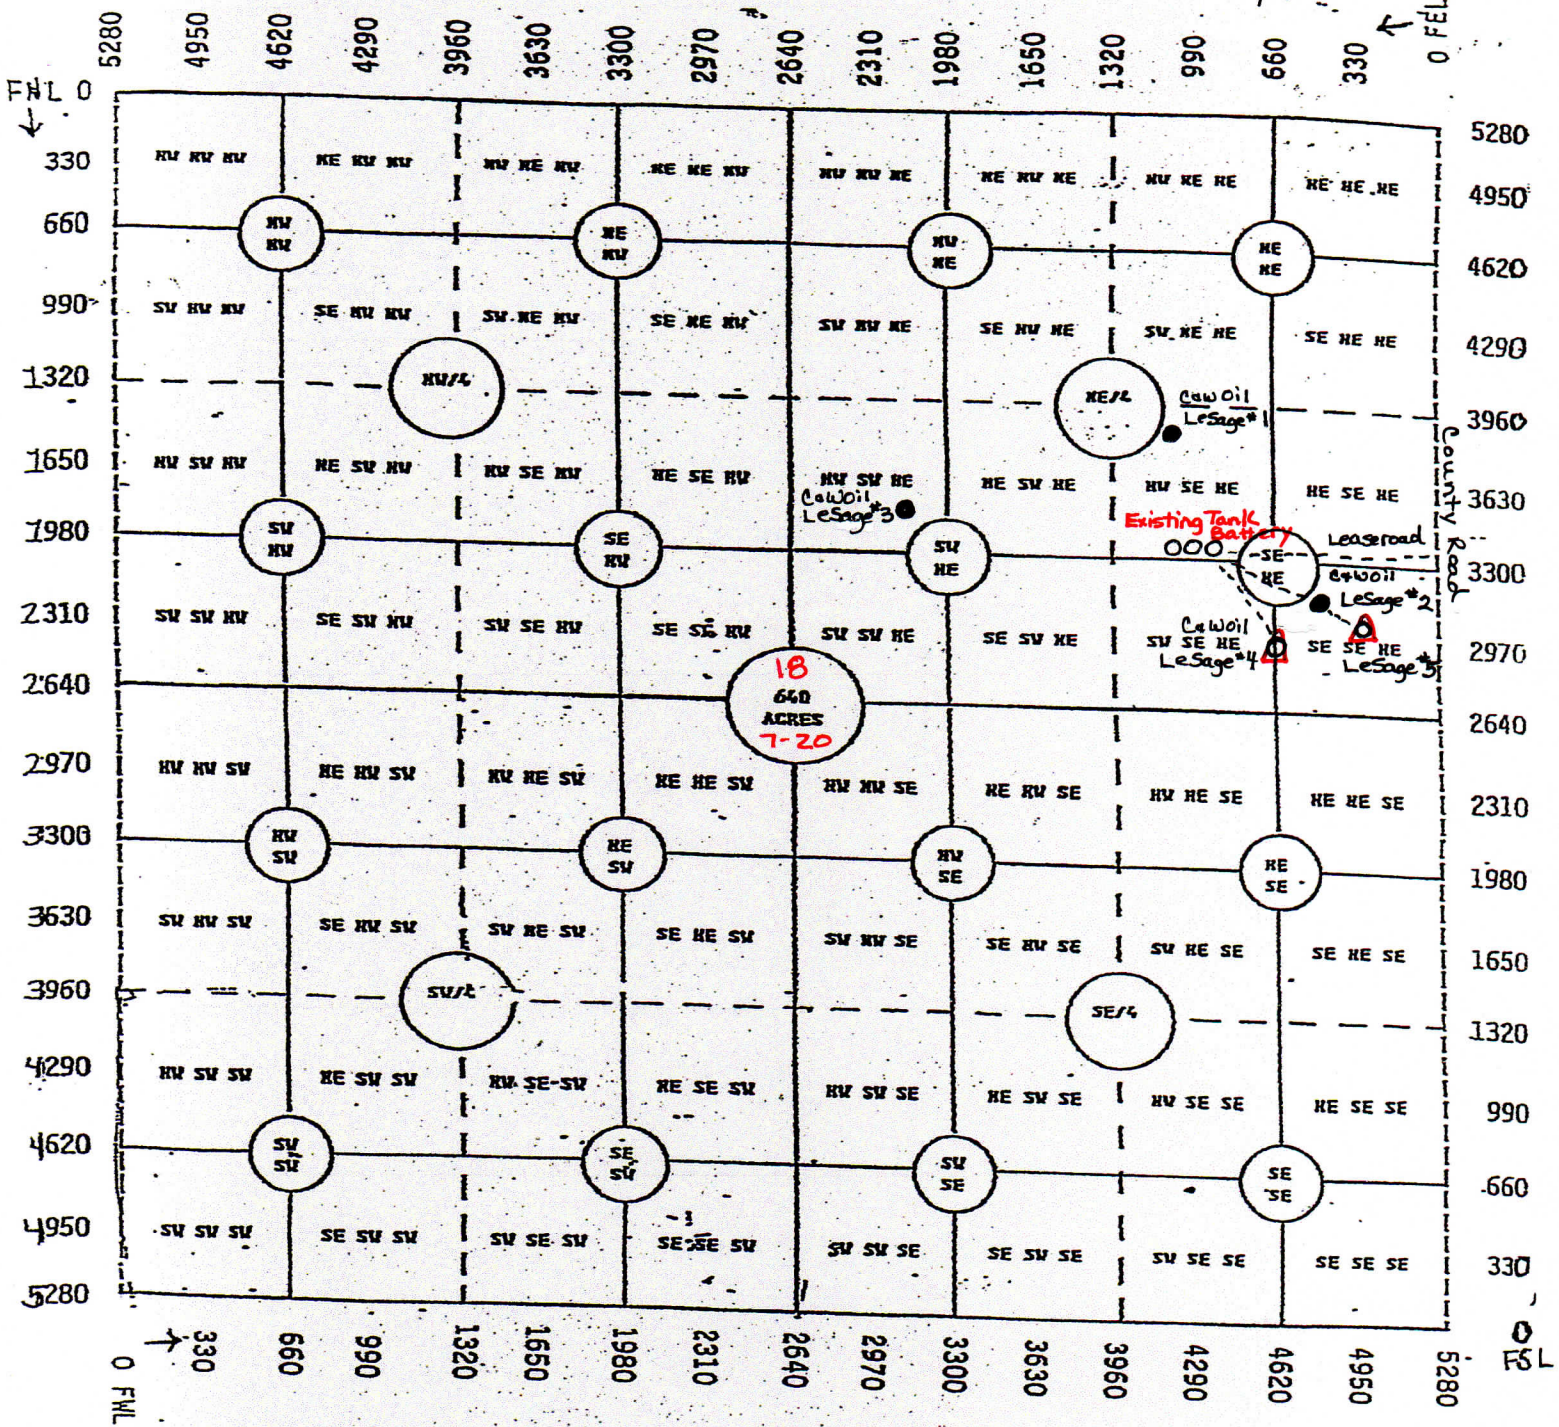 5280 4950 4620 4290 3960 3630 3300 2970 2640 2310 1980 1650 1320 990 660 330 0 FEL
FNL 0
5280
330 NW NW NW NE NW NW NW NE NW NE NE NW NW NW NE NE NW NE NW NE NE NE NE NE 4950
660 NW NE NW NE 4620
NW NW NE NE
990 SW NW NW SE NW NW SW NE NW SE NE NW SW NW NE SE NW NE SW NE NE SE NE NE 4290
1320 NW/4 NE/4 C&W Oil 3960
LeSage #1
County Road
1650 NW SW NW NE SW NW NW SE NW NE SE NW NW SW NE NE SW NE NW SE NE NE SE NE 3630
C&W Oil
LeSage #3
Existing Tank
Battery
Leaseroad
1980 SW SE SW SE 3300
NW NW NE NE
C&W Oil
LeSage #2
2310 SW SW NW SE SW NW SW SE NW SE SE NW SW SW NE SE SW NE SW SE NE SE SE NE 2970
C&W Oil
LeSage #4
LeSage #5
2640 18 2640
640
ACRES
7-20
2970 NW NW SW NE NW SW NW NE SW NE NE SW NW NW SE NE NW SE NW NE SE NE NE SE 2310
3300 NW NE NW NE 1980
SW SW SE SE
3630 SW NW SW SE NW SW SW NE SW SE NE SW SW NW SE SE NW SE SW NE SE SE NE SE 1650
3960 SW/4 SE/4 1320
4290 NW SW SW NE SW SW NW SE-SW NE SE SW NW SW SE NE SW SE NW SE SE NE SE SE 990
4620 SW SE SW SE 660
SW SW SE SE
4950 SW SW SW SE SW SW SW SE SW SE SE SW SW SW SE SE SW SE SW SE SE SE SE SE 330
5280
0
FSL
0 FWL 330 660 990 1320 1650 1980 2310 2640 2970 3300 3630 3960 4290 4620 4950 5280